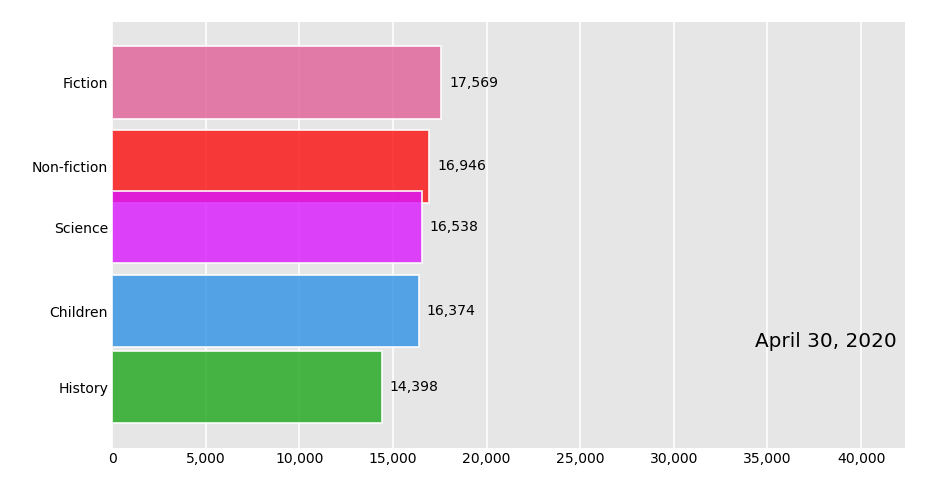 Fiction 17,569
Non-fiction 16,946
Science 16,538
Children 16,374
April 30, 2020
History 14,398
0 5,000 10,000 15,000 20,000 25,000 30,000 35,000 40,000